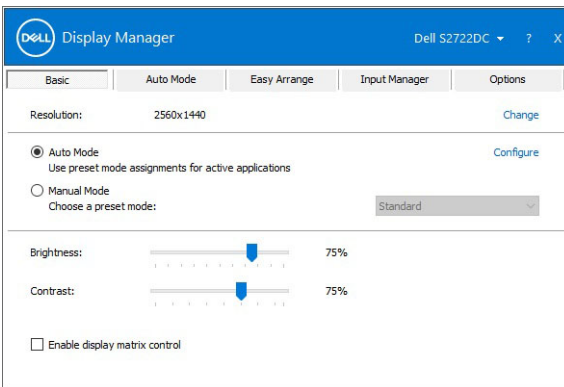 DELL Display Manager Dell S2722DC ? X
Basic Auto Mode Easy Arrange Input Manager Options
Resolution: 2560x1440 Change
Auto Mode Configure
Use preset mode assignments for active applications
Manual Mode
Choose a preset mode: Standard
Brightness: 75%
Contrast: 75%
Enable display matrix control